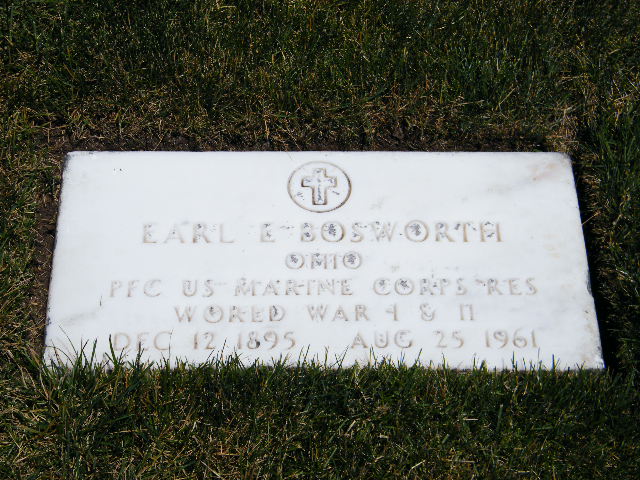 EARL E BOSWORTH
OHIO
PFC US MARINE CORPS RES
WORLD WAR I & II
DEC 12 1895 AUG 25 1961